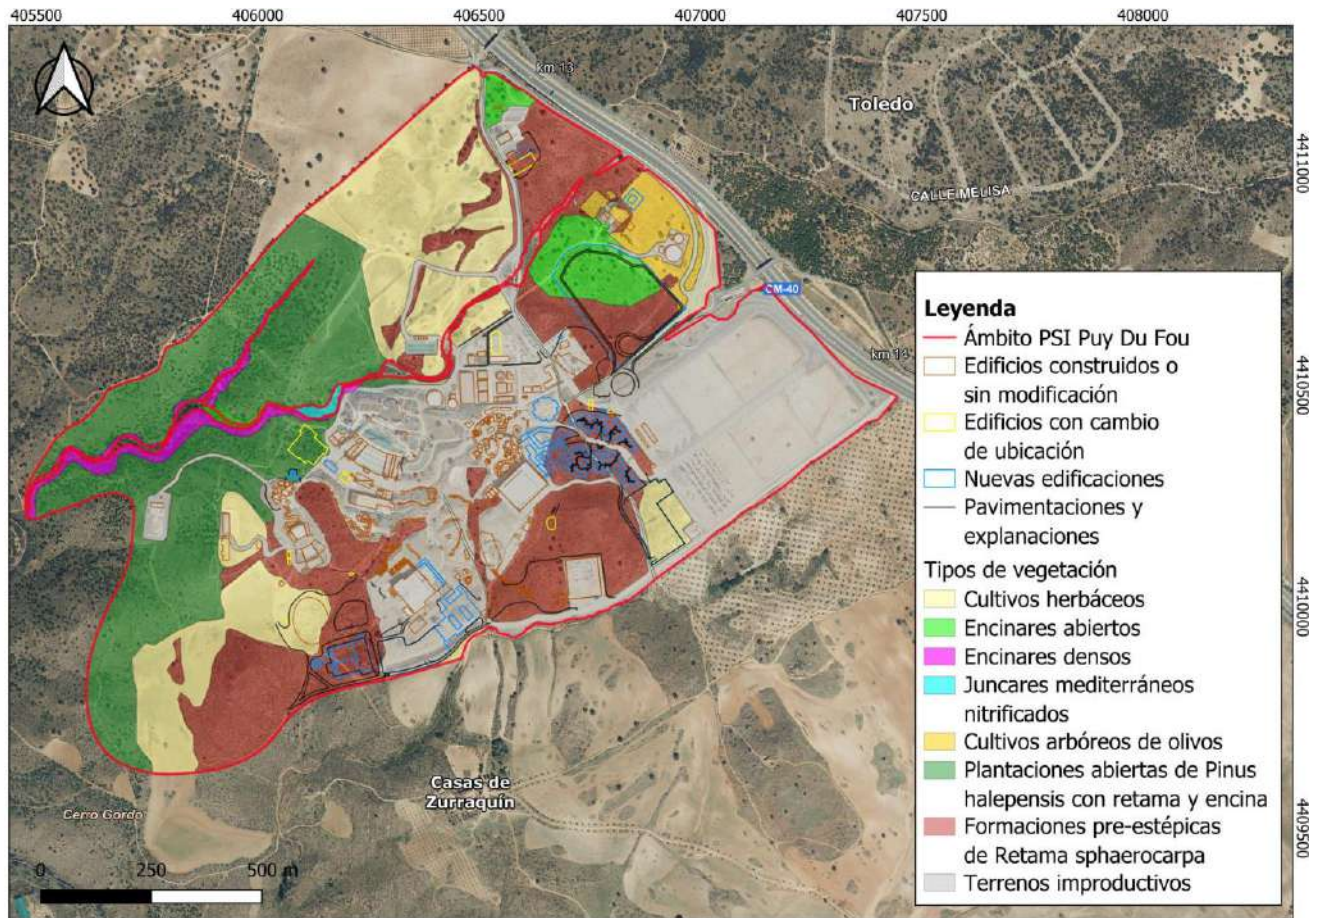 405500 406000 406500 407000 407500 408000
km 13
Toledo
CALLE MELISA
4411000
CM-40
km 14
4410500
4410000
4409500
Leyenda
Ámbito PSI Puy Du Fou
Edificios construidos o
sin modificación
Edificios con cambio
de ubicación
Nuevas edificaciones
Pavimentaciones y
explanaciones
Tipos de vegetación
Cultivos herbáceos
Encinares abiertos
Encinares densos
Juncares mediterráneos
nitrificados
Cultivos arbóreos de olivos
Plantaciones abiertas de Pinus
halepensis con retama y encina
Formaciones pre-estépicas
de Retama sphaerocarpa
Terrenos improductivos
Casas de
Zurraquín
Cerro Gordo
0 250 500 m